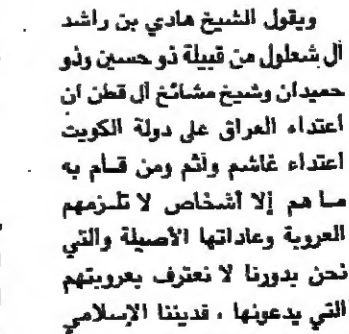 ويقول الشيخ هادي بن راشد
آل شعلول من قبيلة ذو حسين وذو
حميدان وشيخ مشائخ آل قطن ان
اعتداء العراق على دولة الكويت
اعتداء غاشم وآثم ومن قام به
ما هم إلا أشخاص لا تلزمهم
العروبة وعاداتها الأصيلة والتي
نحن بدورنا لا نعترف بعروبتهم
التي يدعونها ، فديننا الإسلامي